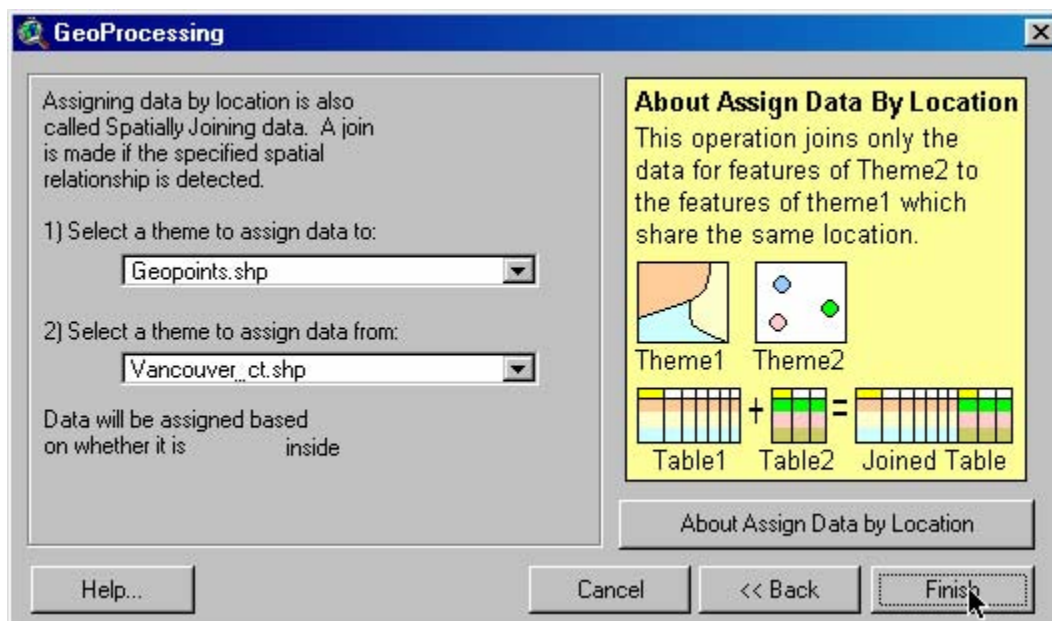 GeoProcessing
Assigning data by location is also
called Spatially Joining data. A join
is made if the specified spatial
relationship is detected.
1) Select a theme to assign data to:
Geopoints.shp
2) Select a theme to assign data from:
Vancouver_ct.shp
Data will be assigned based
on whether it is inside
About Assign Data By Location
This operation joins only the
data for features of Theme2 to
the features of theme1 which
share the same location.
Theme1 Theme2
+ =
Table1 Table2 Joined Table
About Assign Data by Location
Help... Cancel << Back Finish